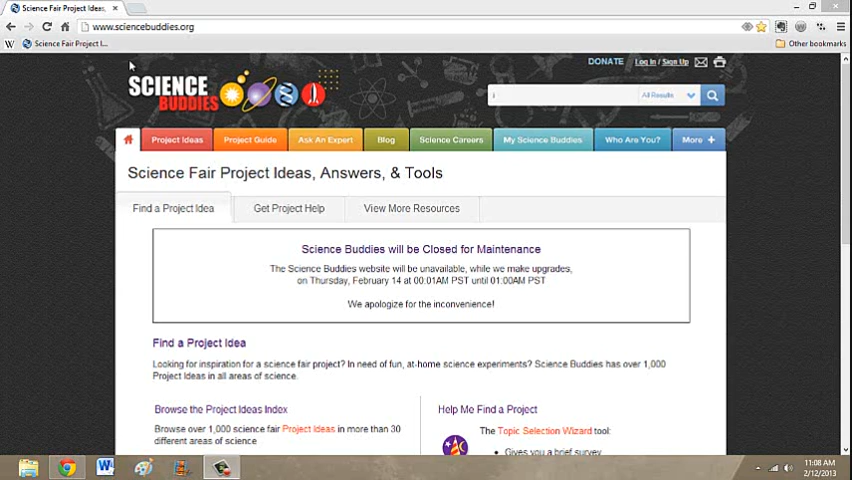 Science Fair Project Ideas,
www.sciencebuddies.org
Science Fair Project I...
Other bookmarks
DONATE Log In / Sign Up
SCIENCE
BUDDIES
All Results
Project Ideas Project Guide Ask An Expert Blog Science Careers My Science Buddies Who Are You? More +
Science Fair Project Ideas, Answers, & Tools
Find a Project Idea Get Project Help View More Resources
Science Buddies will be Closed for Maintenance
The Science Buddies website will be unavailable, while we make upgrades,
on Thursday, February 14 at 00:01AM PST until 01:00AM PST
We apologize for the inconvenience!
Find a Project Idea
Looking for inspiration for a science fair project? In need of fun, at-home science experiments? Science Buddies has over 1,000
Project Ideas in all areas of science.
Browse the Project Ideas Index
Browse over 1,000 science fair Project Ideas in more than 30
different areas of science
Help Me Find a Project
The Topic Selection Wizard tool:
• Gives you a brief survey
11:08 AM
2/12/2013